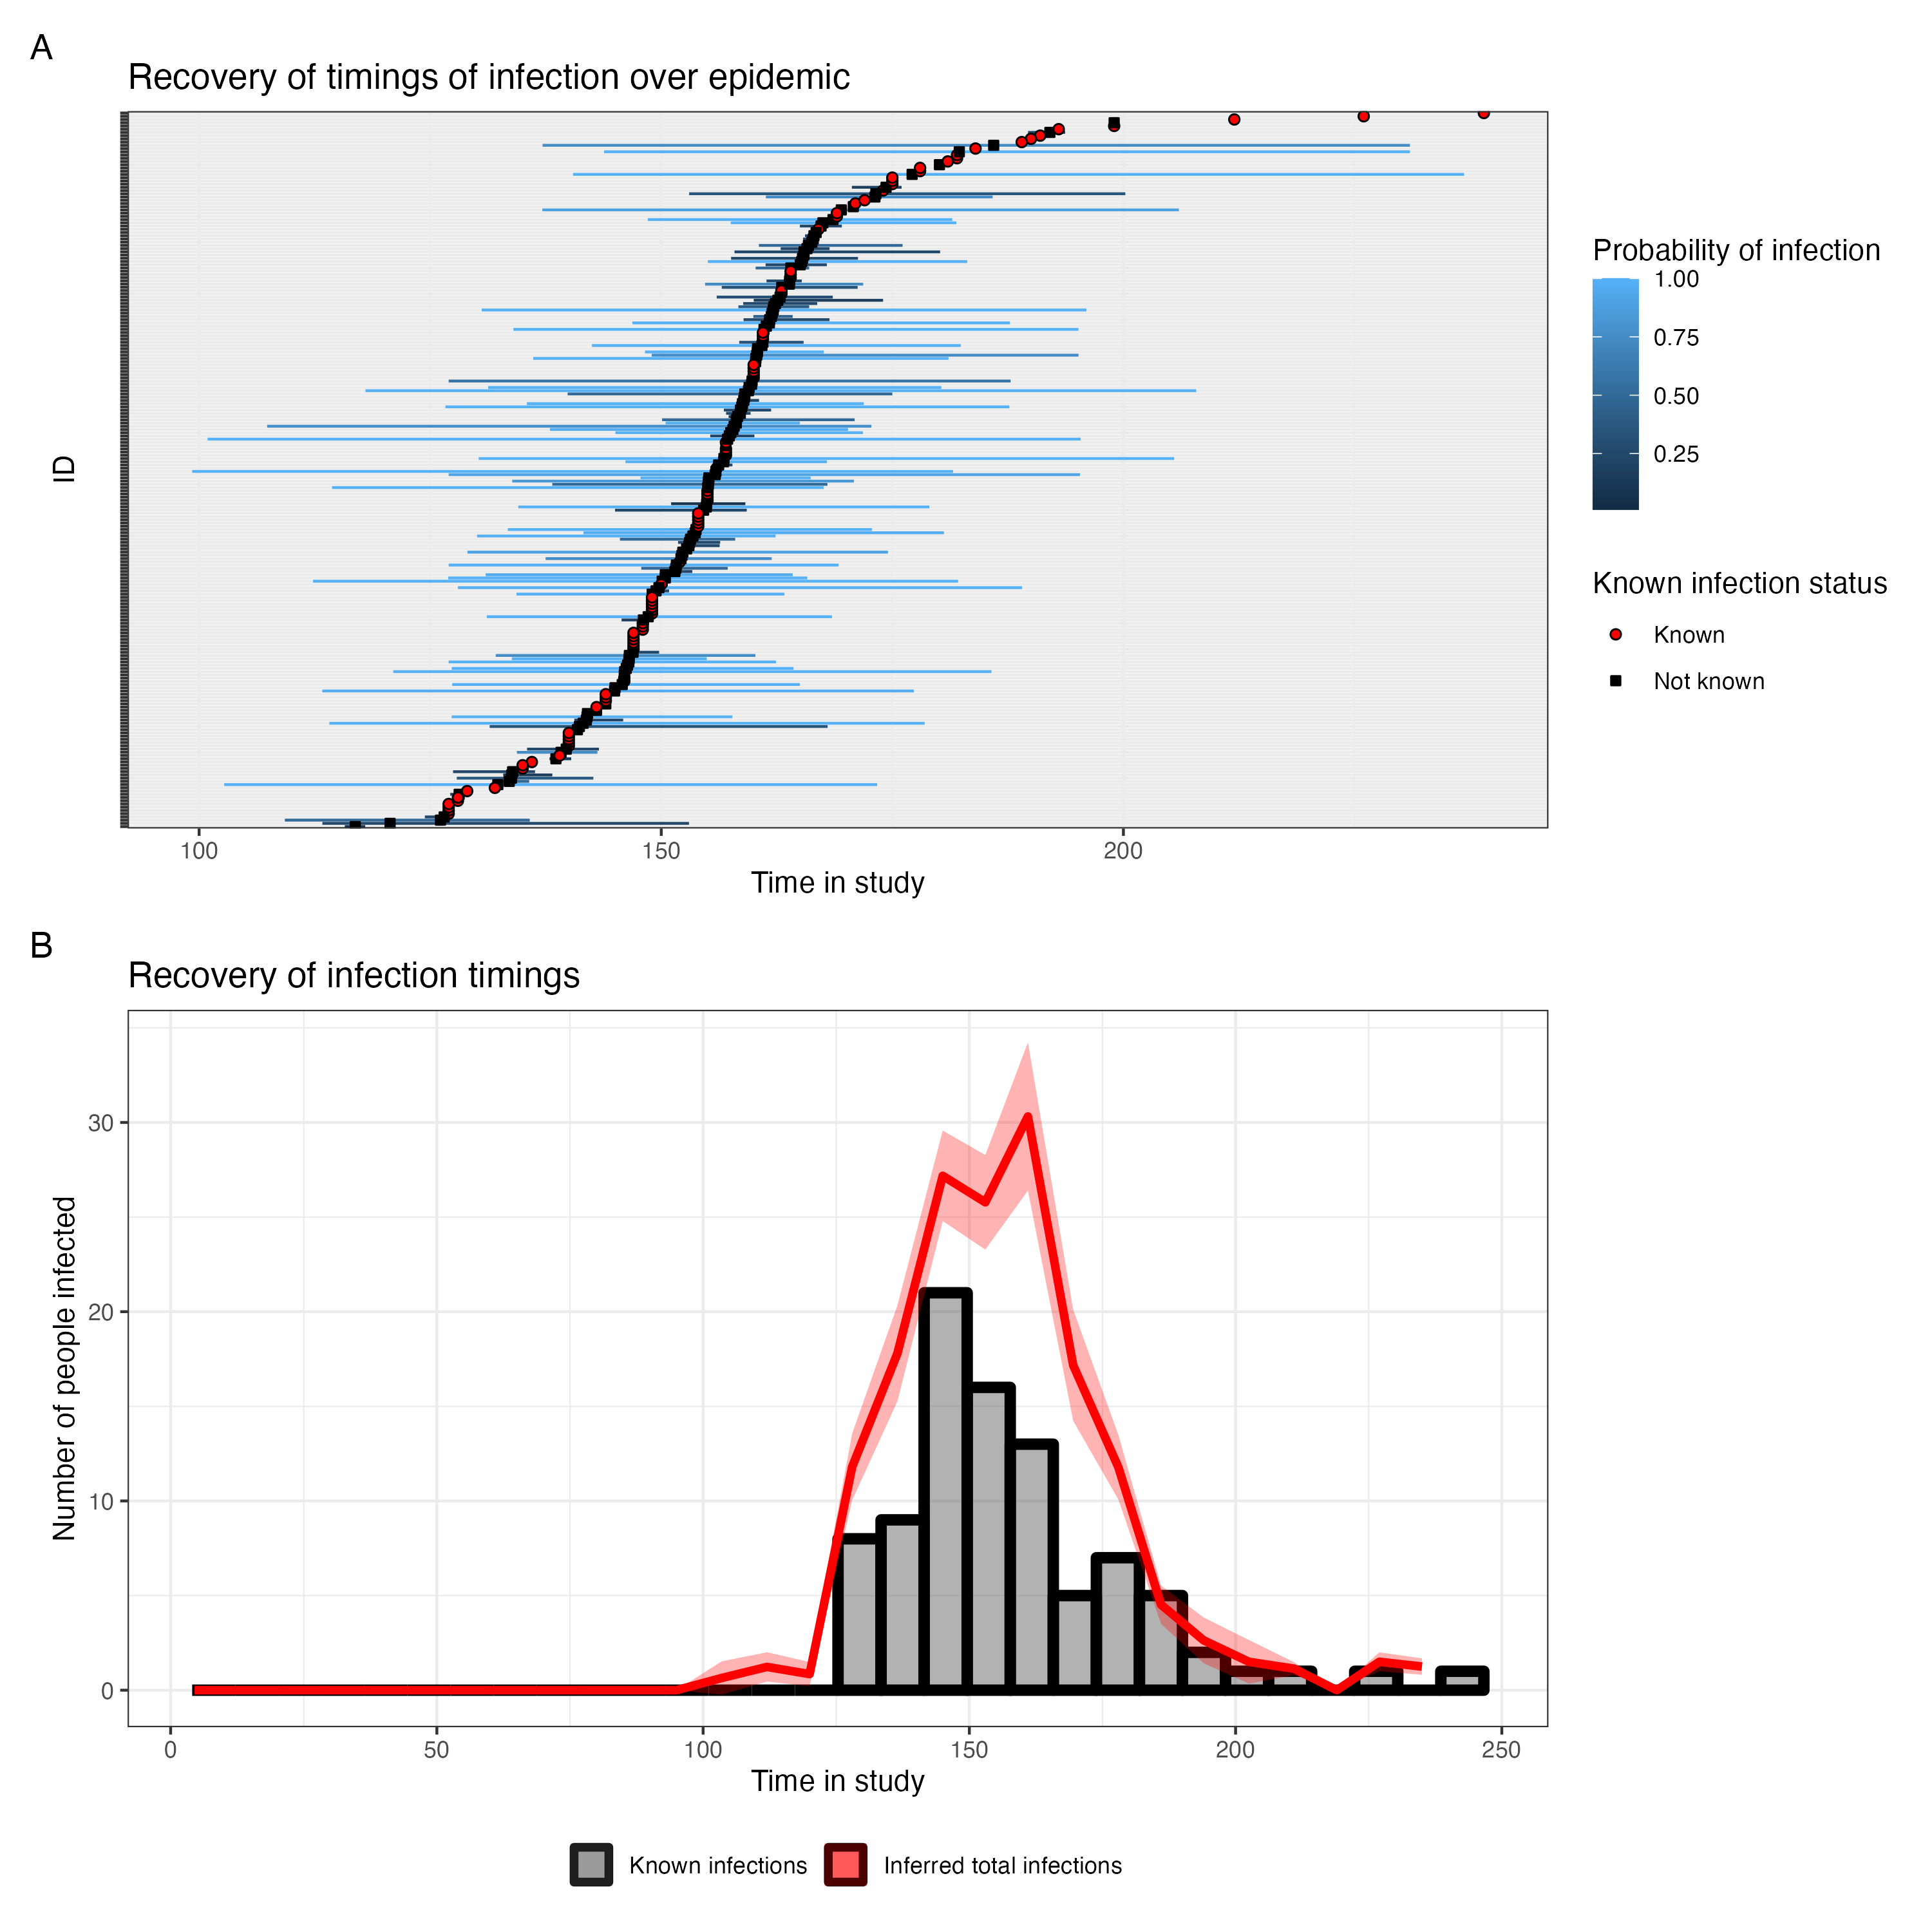 A
Recovery of timings of infection over epidemic
ID
100 150 200
Time in study
Probability of infection
1.00
0.75
0.50
0.25
Known infection status
Known
Not known
B
Recovery of infection timings
Number of people infected
30
20
10
0
0 50 100 150 200 250
Time in study
Known infections Inferred total infections